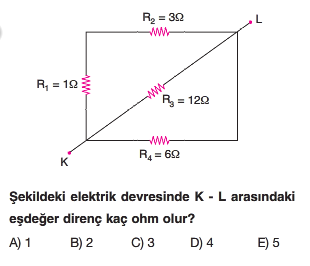 R₂ = 3Ω
L
R₁ = 1Ω
R₃ = 12Ω
K
R₄ = 6Ω
Şekildeki elektrik devresinde K - L arasındaki
eşdeğer direnç kaç ohm olur?
A) 1 B) 2 C) 3 D) 4 E) 5